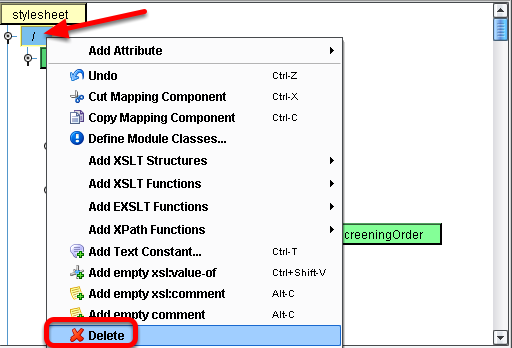 stylesheet
/
Add Attribute
Undo Ctrl-Z
Cut Mapping Component Ctrl-X
Copy Mapping Component Ctrl-C
Define Module Classes...
Add XSLT Structures
Add XSLT Functions
Add EXSLT Functions
Add XPath Functions
creeningOrder
Add Text Constant... Ctrl-T
Add empty xsl:value-of Ctrl+Shift-V
Add empty xsl:comment Alt-C
Add empty comment Alt-C
Delete